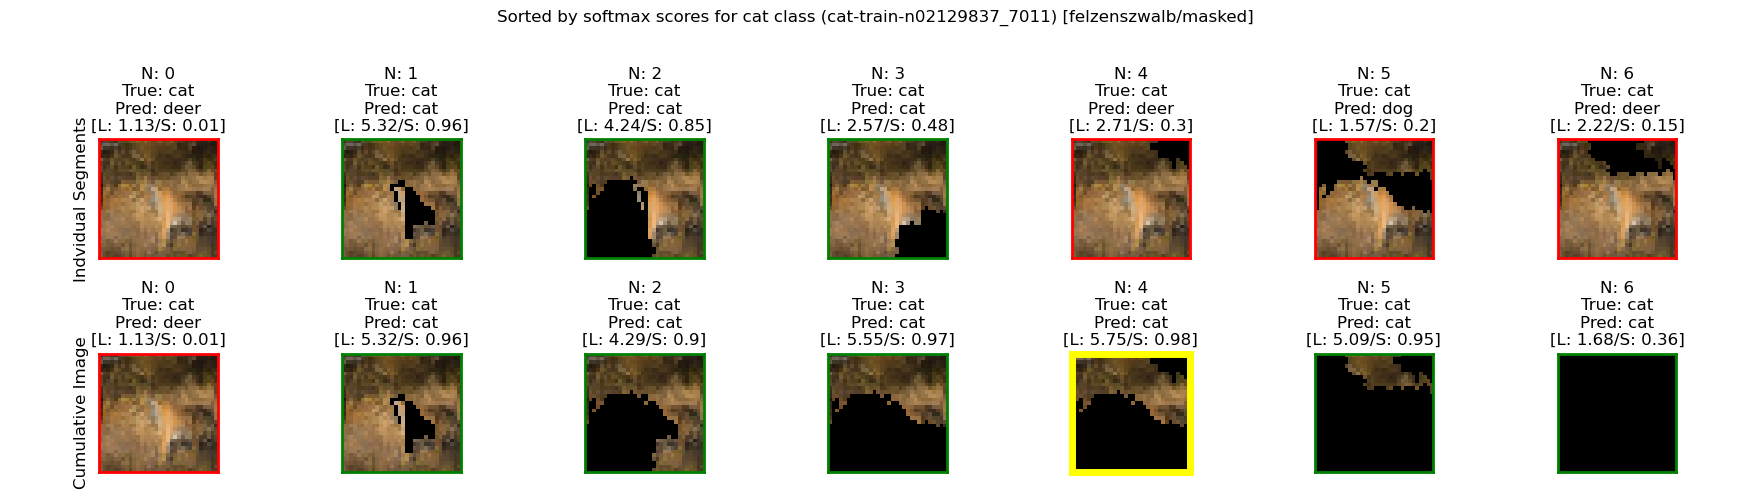 Sorted by softmax scores for cat class (cat-train-n02129837_7011) [felzenszwalb/masked]
Indvidual Segments
N: 0
True: cat
Pred: deer
[L: 1.13/S: 0.01]
N: 1
True: cat
Pred: cat
[L: 5.32/S: 0.96]
N: 2
True: cat
Pred: cat
[L: 4.24/S: 0.85]
N: 3
True: cat
Pred: cat
[L: 2.57/S: 0.48]
N: 4
True: cat
Pred: deer
[L: 2.71/S: 0.3]
N: 5
True: cat
Pred: dog
[L: 1.57/S: 0.2]
N: 6
True: cat
Pred: deer
[L: 2.22/S: 0.15]
Cumulative Image
N: 0
True: cat
Pred: deer
[L: 1.13/S: 0.01]
N: 1
True: cat
Pred: cat
[L: 5.32/S: 0.96]
N: 2
True: cat
Pred: cat
[L: 4.29/S: 0.9]
N: 3
True: cat
Pred: cat
[L: 5.55/S: 0.97]
N: 4
True: cat
Pred: cat
[L: 5.75/S: 0.98]
N: 5
True: cat
Pred: cat
[L: 5.09/S: 0.95]
N: 6
True: cat
Pred: cat
[L: 1.68/S: 0.36]